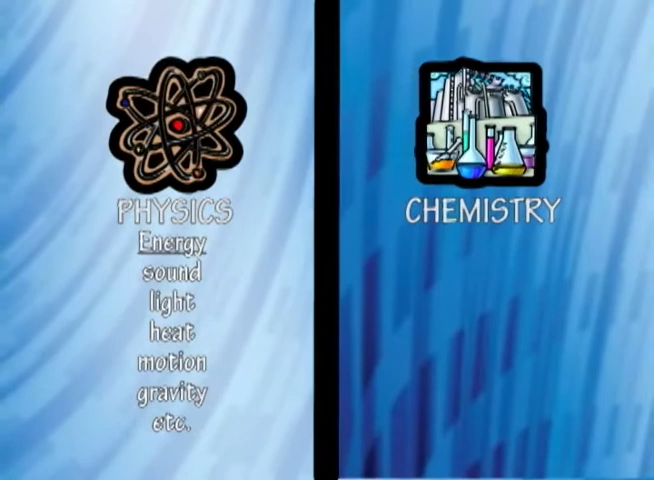 PHYSICS
Energy
sound
light
heat
motion
gravity
etc.
CHEMISTRY